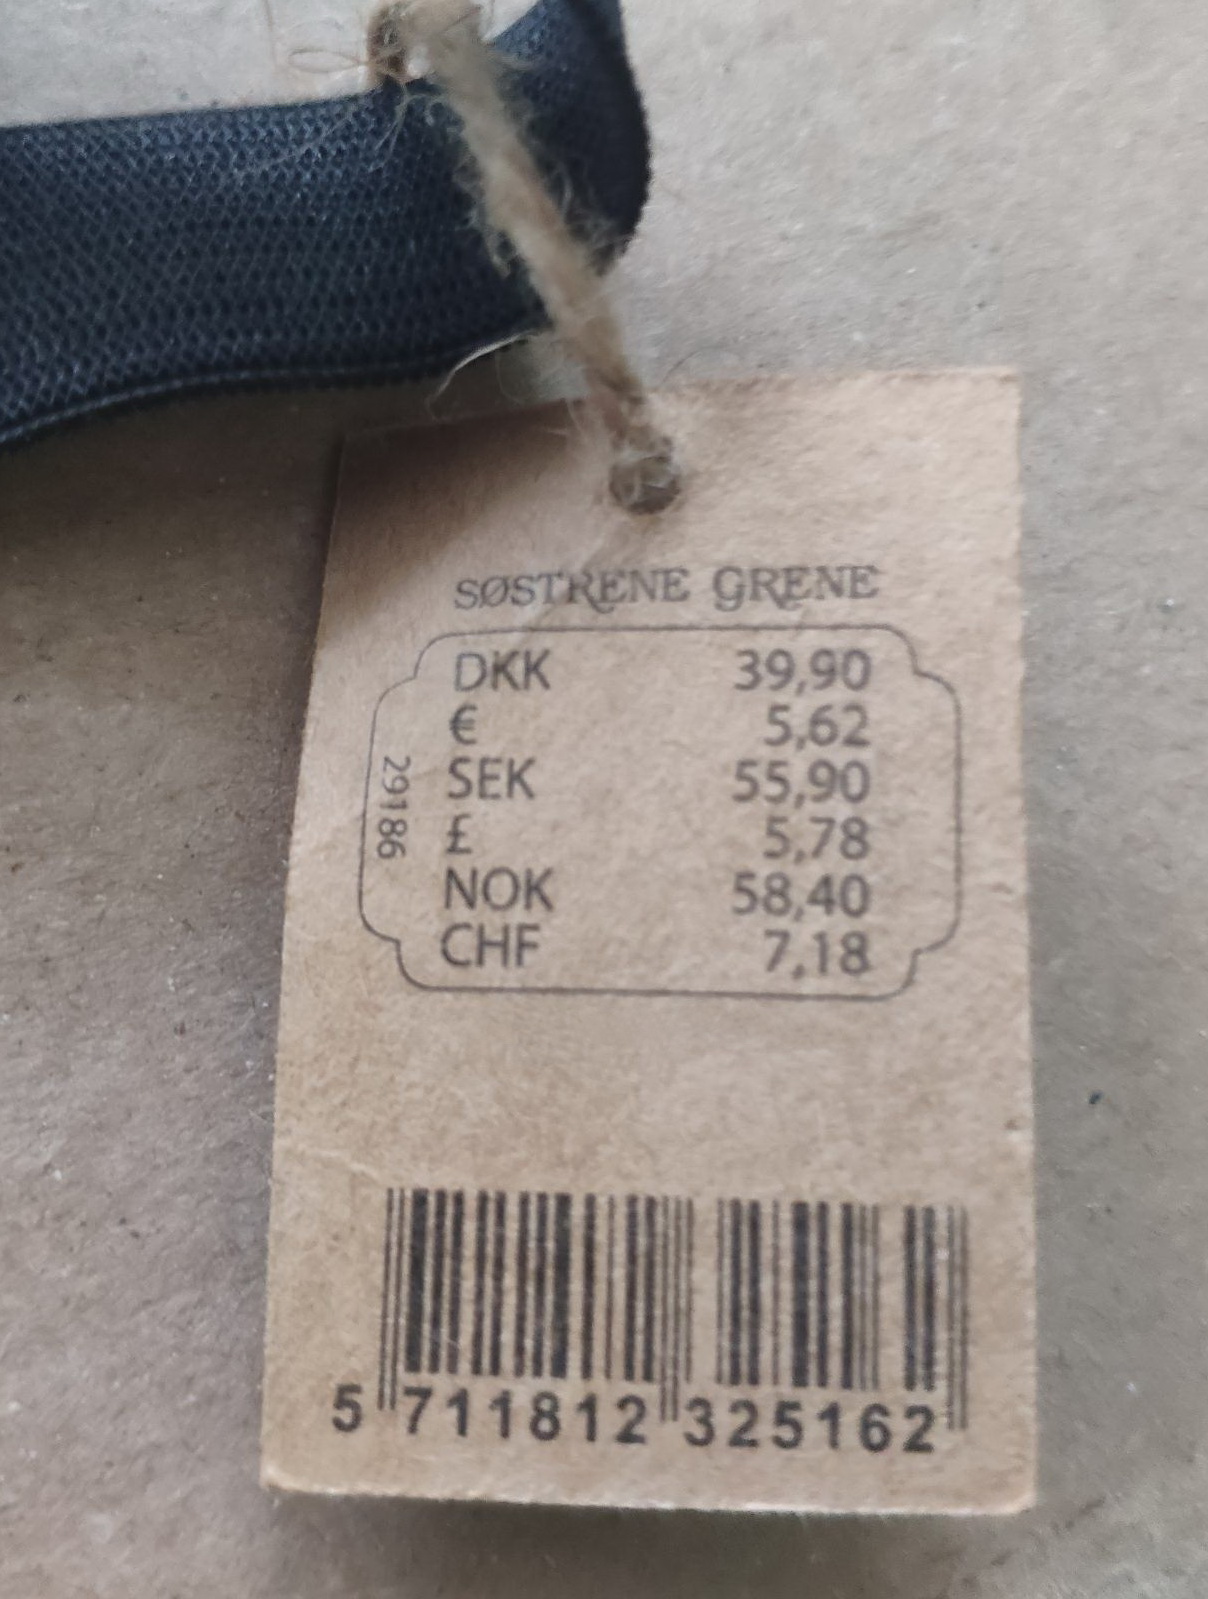 SØSTRENE GRENE
DKK 39,90
€ 5,62
SEK 55,90
£ 5,78
NOK 58,40
CHF 7,18
29186
5 711812 325162